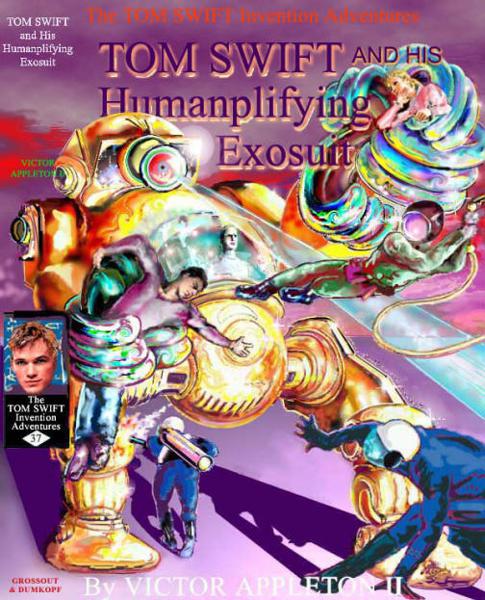 The TOM SWIFT Invention Adventures
TOM SWIFT AND HIS
Humanplifying
Exosuit
By VICTOR APPLETON II
TOM SWIFT
and His
Humanplifying
Exosuit
VICTOR
APPLETON II
The
TOM SWIFT
Invention
Adventures
37
GROSSOUT
& DUMKOPF